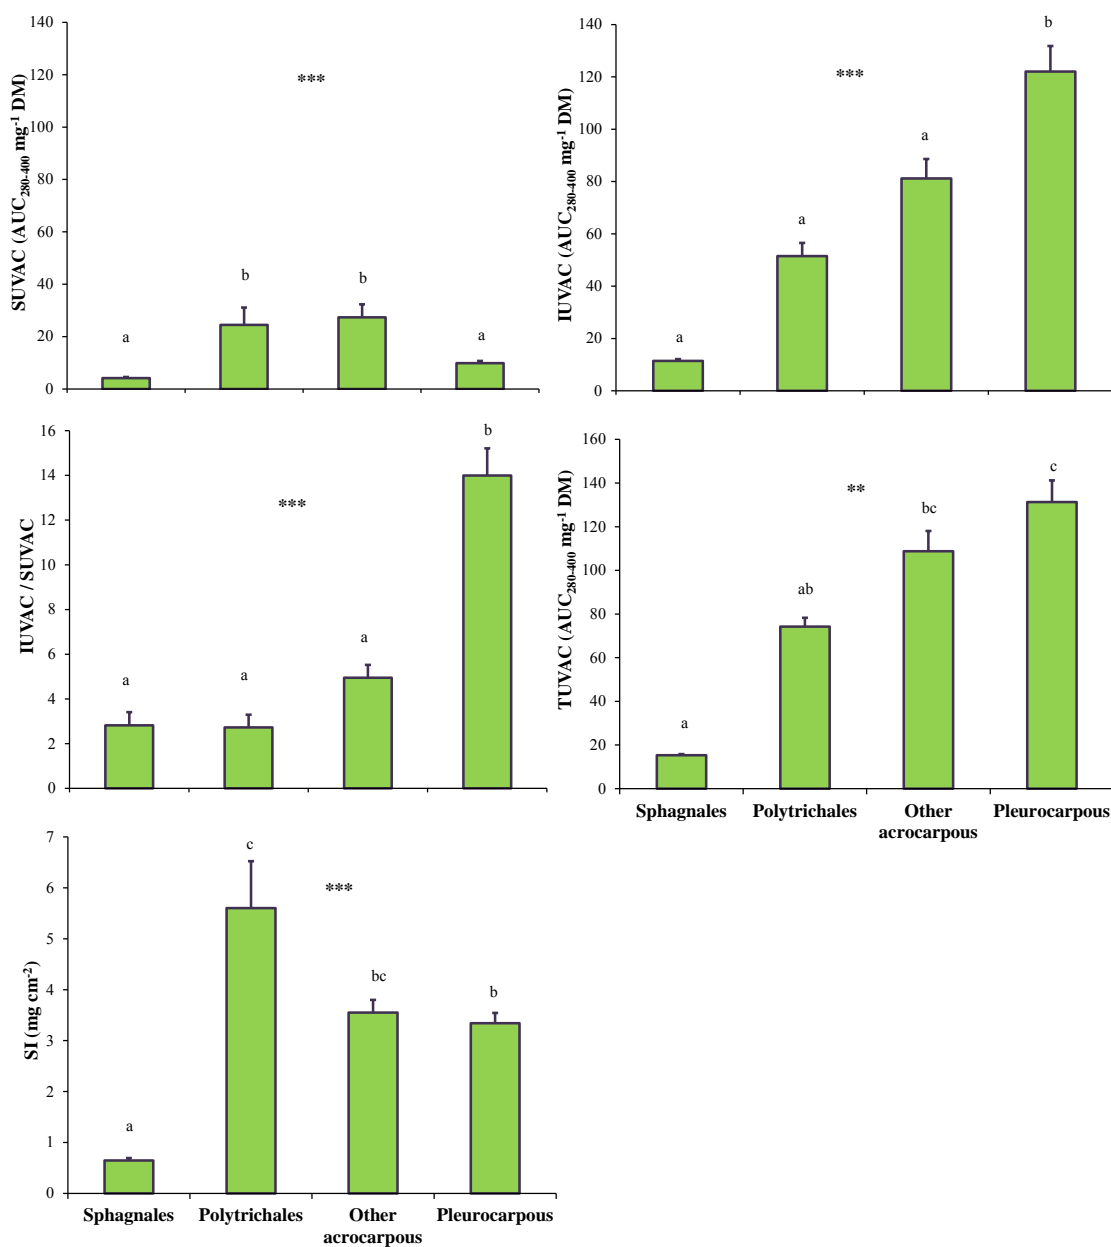 140
120
100
80
60
40
20
0
SUVAC (AUC280-400 mg-1 DM)
***
a
b
b
a
140
120
100
80
60
40
20
0
IUVAC (AUC280-400 mg-1 DM)
***
a
a
a
b
16
14
12
10
8
6
4
2
0
IUVAC / SUVAC
***
a
a
a
b
160
140
120
100
80
60
40
20
0
TUVAC (AUC280-400 mg-1 DM)
**
a
ab
bc
c
Sphagnales
Polytrichales
Other
acrocarpous
Pleurocarpous
7
6
5
4
3
2
1
0
SI (mg cm-2)
***
a
c
bc
b
Sphagnales
Polytrichales
Other
acrocarpous
Pleurocarpous